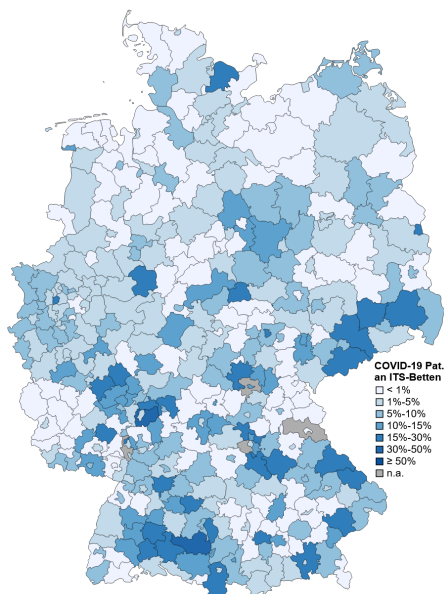 COVID-19 Pat.
an ITS-Betten
< 1%
1%-5%
5%-10%
10%-15%
15%-30%
30%-50%
≥ 50%
n.a.